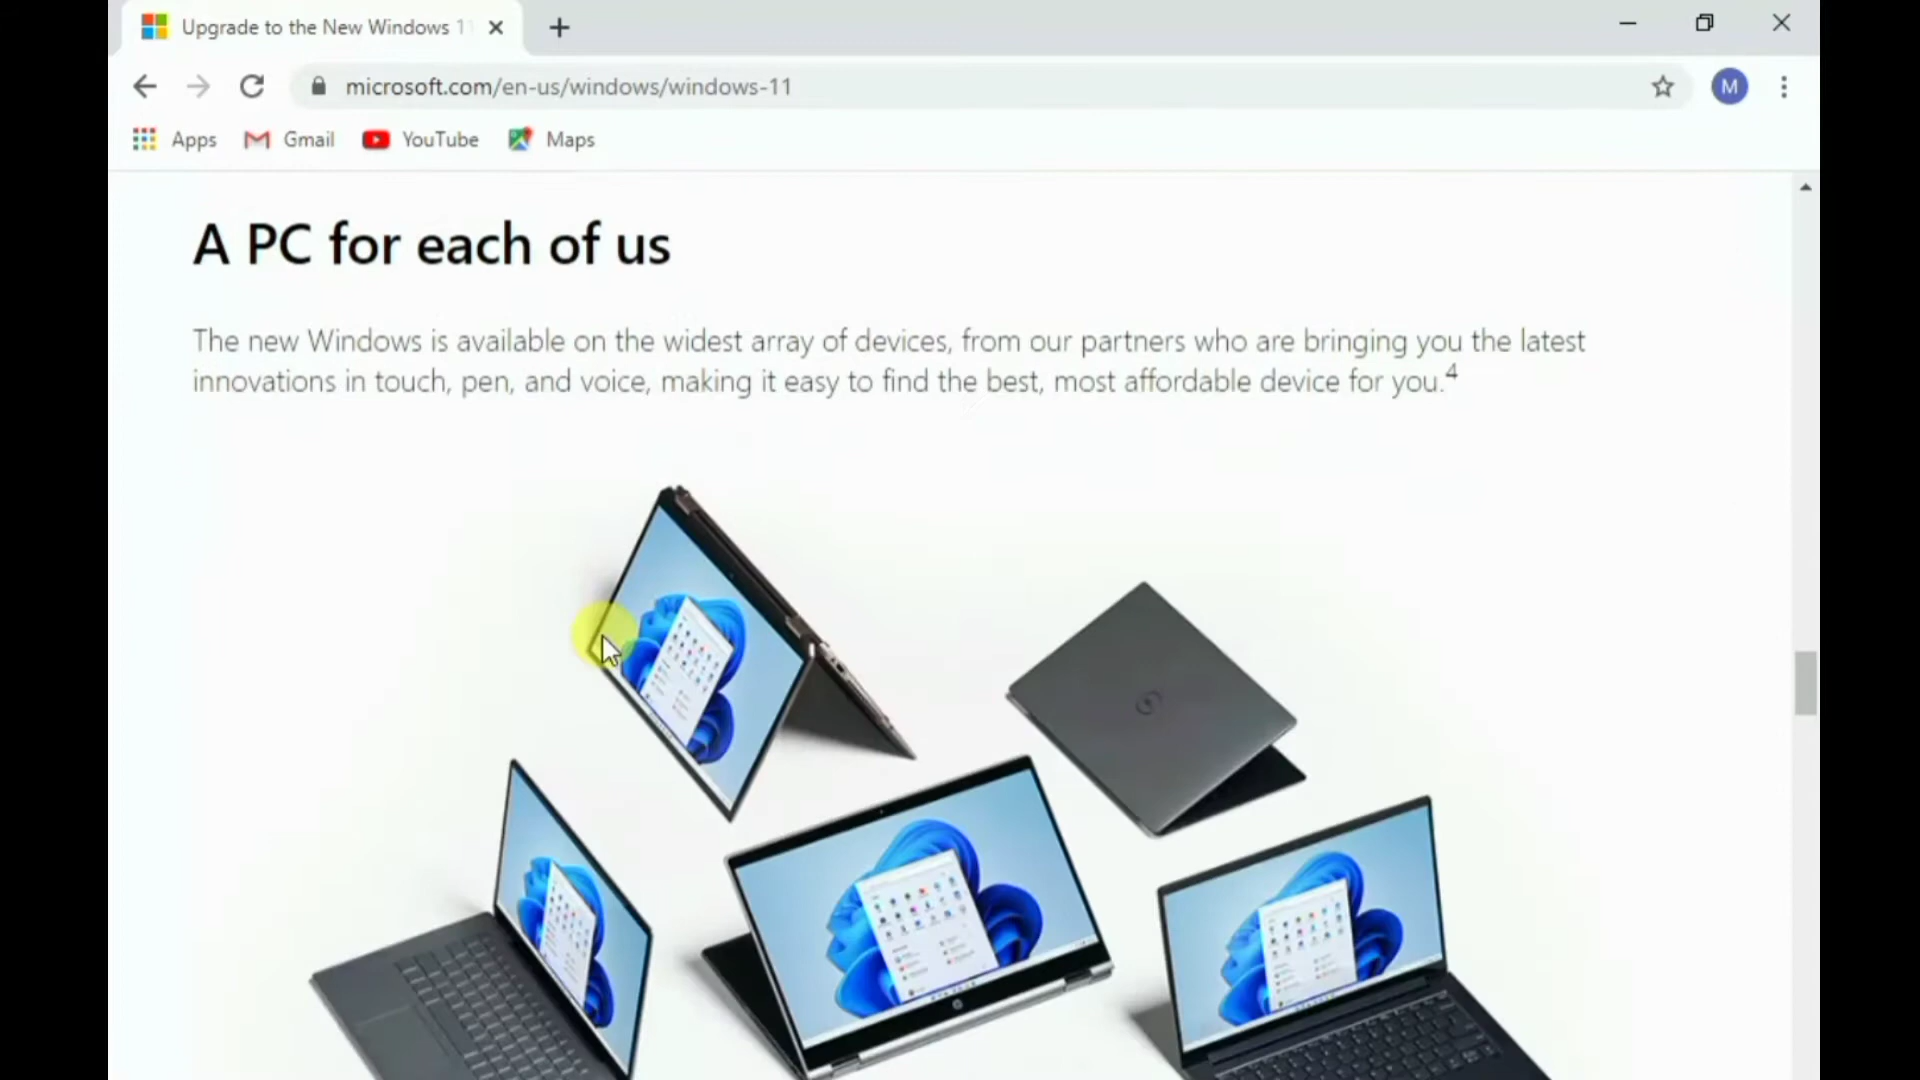 Upgrade to the New Windows 1
microsoft.com/en-us/windows/windows-11
M
Apps Gmail YouTube Maps
A PC for each of us
The new Windows is available on the widest array of devices, from our partners who are bringing you the latest
innovations in touch, pen, and voice, making it easy to find the best, most affordable device for you.4